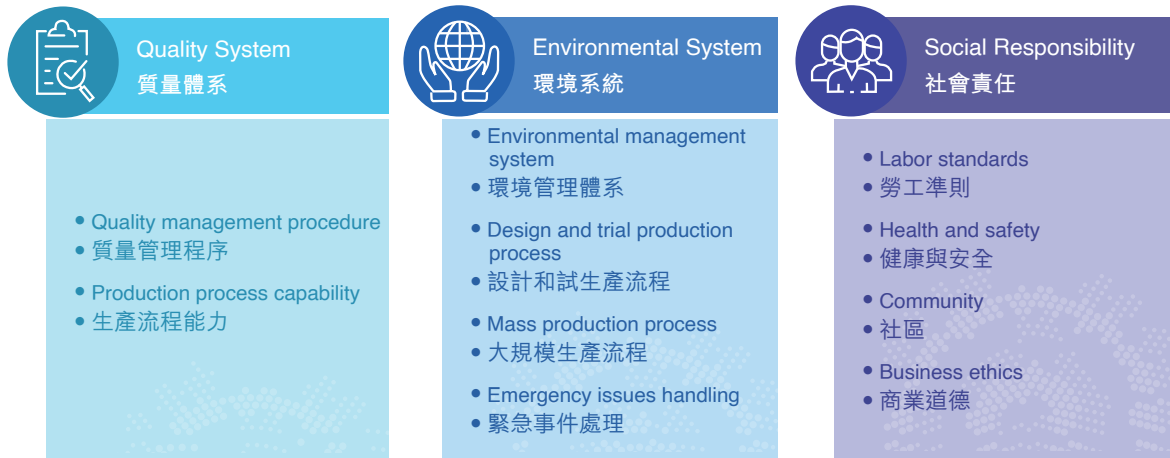 Quality System
質量體系
• Quality management procedure
• 質量管理程序
• Production process capability
• 生產流程能力
Environmental System
環境系統
• Environmental management
system
• 環境管理體系
• Design and trial production
process
• 設計和試生產流程
• Mass production process
• 大規模生產流程
• Emergency issues handling
• 緊急事件處理
Social Responsibility
社會責任
• Labor standards
• 勞工準則
• Health and safety
• 健康與安全
• Community
• 社區
• Business ethics
• 商業道德